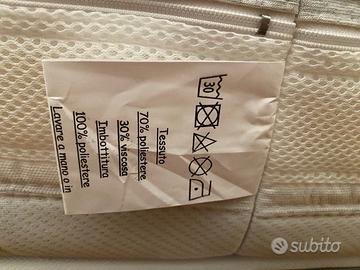 30
Tessuto
70% poliestere
30% viscosa
Imbottitura
100% poliestere
Lavare a mano o in
subito